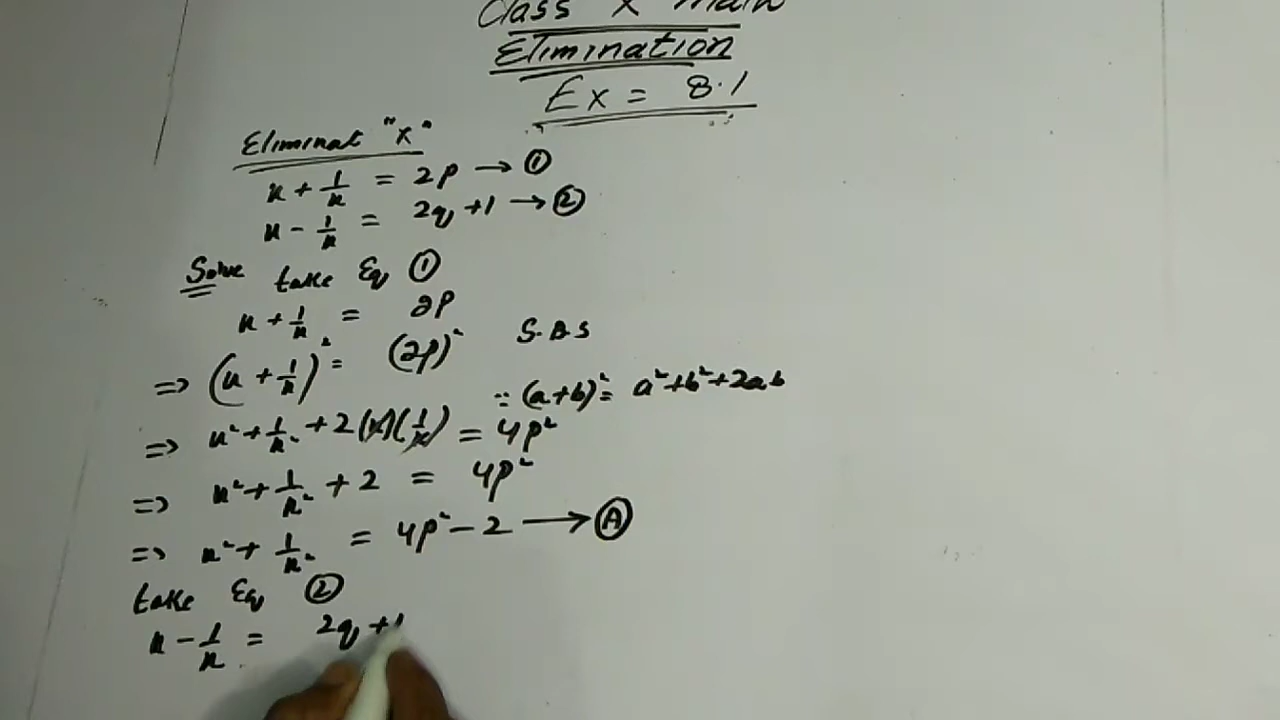 Class X Math
Elimination
Ex = 8.1
Eliminat "X"
x + 1/x = 2p → ①
x - 1/x = 2q + 1 → ②
Solve take Eq ①
x + 1/x = 2p
⇒ (x + 1/x)² = (2p)² S.B.S
∵ (a+b)² = a²+b²+2ab
⇒ x² + 1/x² + 2(x)(1/x) = 4p²
⇒ x² + 1/x² + 2 = 4p²
⇒ x² + 1/x² = 4p² - 2 → Ⓐ
take Eq ②
x - 1/x = 2q + 1